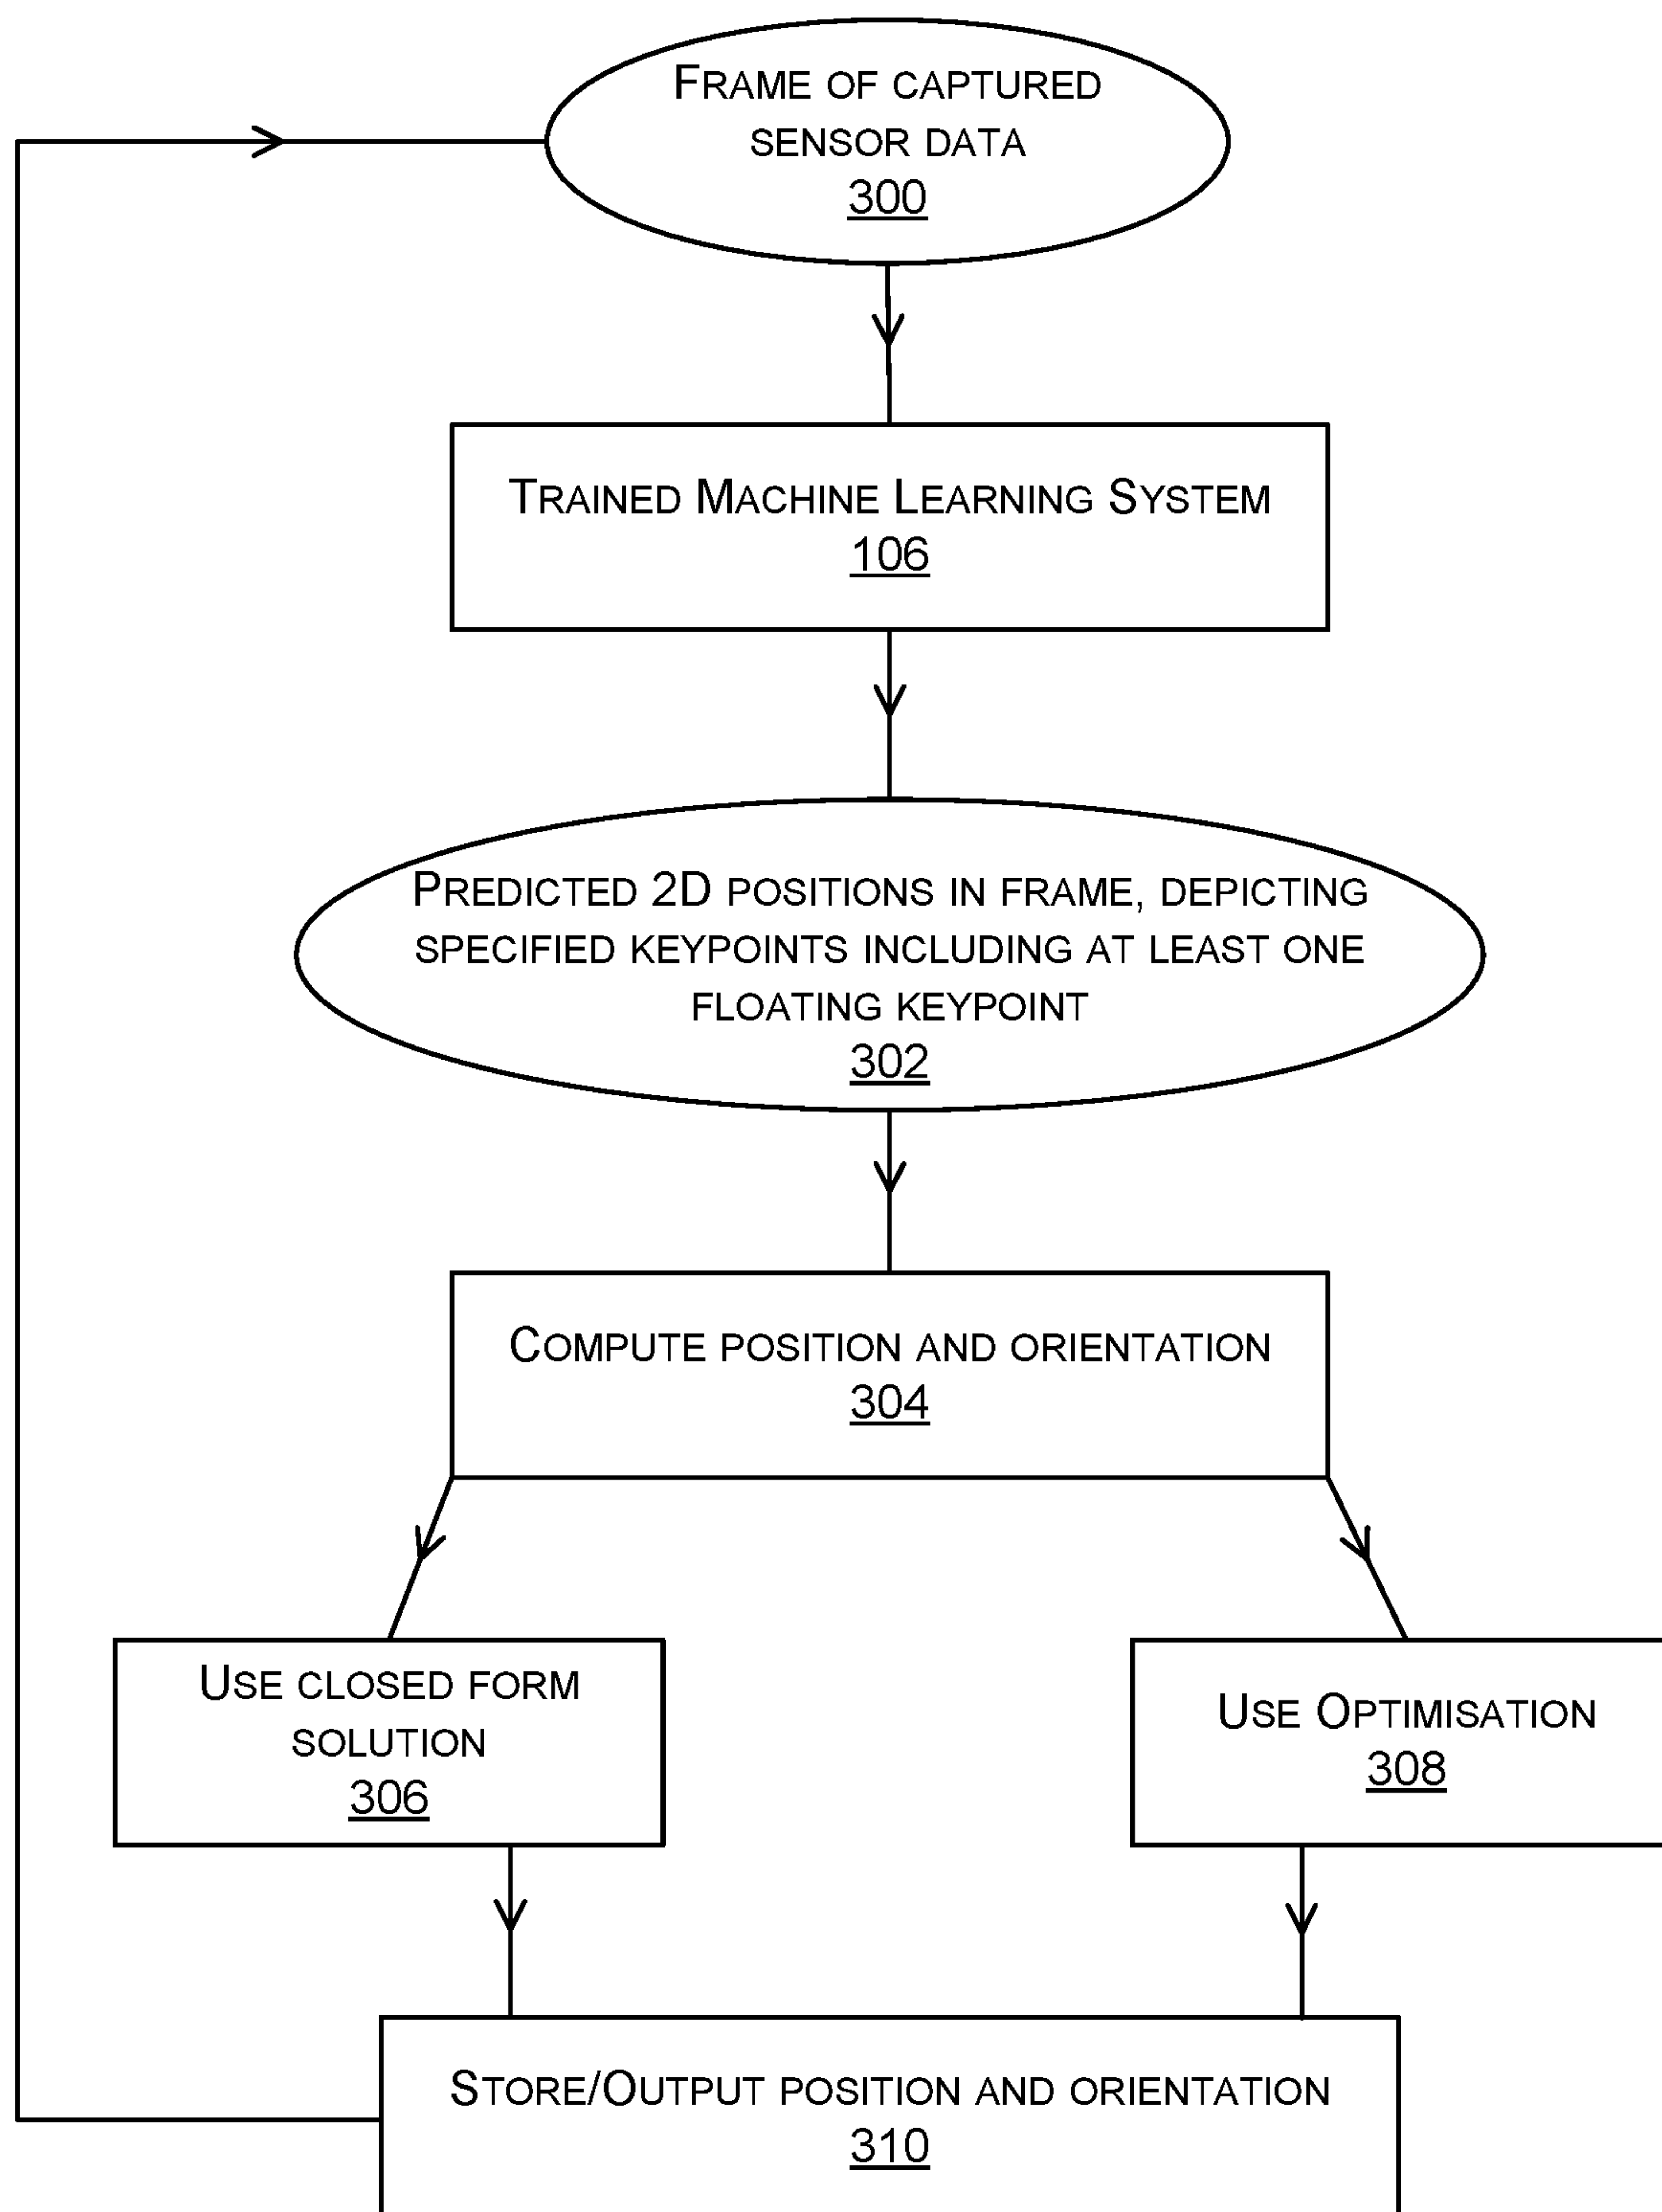 FRAME OF CAPTURED
SENSOR DATA
300
TRAINED MACHINE LEARNING SYSTEM
106
PREDICTED 2D POSITIONS IN FRAME, DEPICTING
SPECIFIED KEYPOINTS INCLUDING AT LEAST ONE
FLOATING KEYPOINT
302
COMPUTE POSITION AND ORIENTATION
304
USE CLOSED FORM
SOLUTION
306
USE OPTIMISATION
308
STORE/OUTPUT POSITION AND ORIENTATION
310